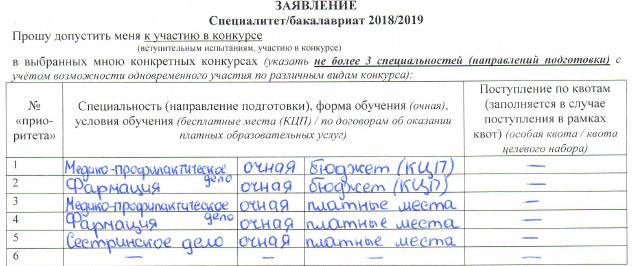 ЗАЯВЛЕНИЕ
Специалитет/бакалавриат 2018/2019
Прошу допустить меня к участию в конкурсе
(вступительным испытаниям, участию в конкурсе)
в выбранных мною конкретных конкурсах (указать не более 3 специальностей (направлений подготовки) с
учётом возможности одновременного участия по различным видам конкурса):
№ «прио-ритета»
Специальность (направление подготовки), форма обучения (очная),
условия обучения (бесплатные места (КЦП) / по договорам об оказании
платных образовательных услуг)
Поступление по квотам
(заполняется в случае
поступления в рамках
квот) (особая квота / квота
целевого набора)
1 Медико-профилактическое дело очная бюджет (КЦП) —
2 Фармация очная бюджет (КЦП) —
3 Медико-профилактическое дело очная платные места —
4 Фармация очная платные места —
5 Сестринское дело очная платные места —
6 — — — —